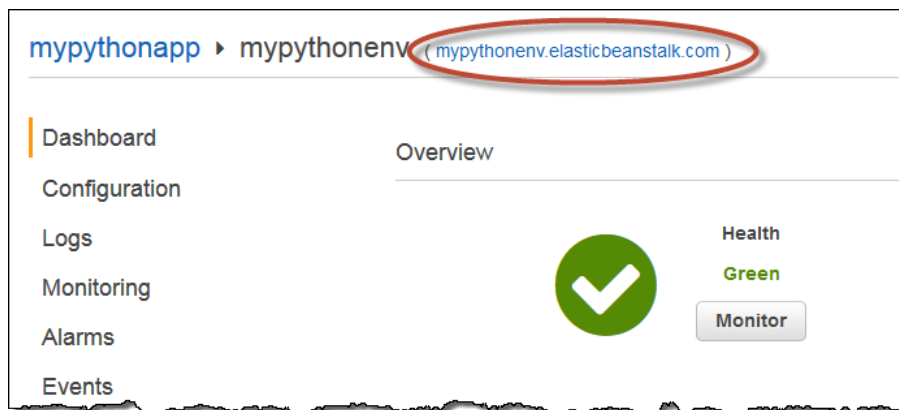 mypythonapp ▸ mypythonenv ( mypythonenv.elasticbeanstalk.com )
Dashboard
Configuration
Logs
Monitoring
Alarms
Events
Overview
Health
Green
Monitor